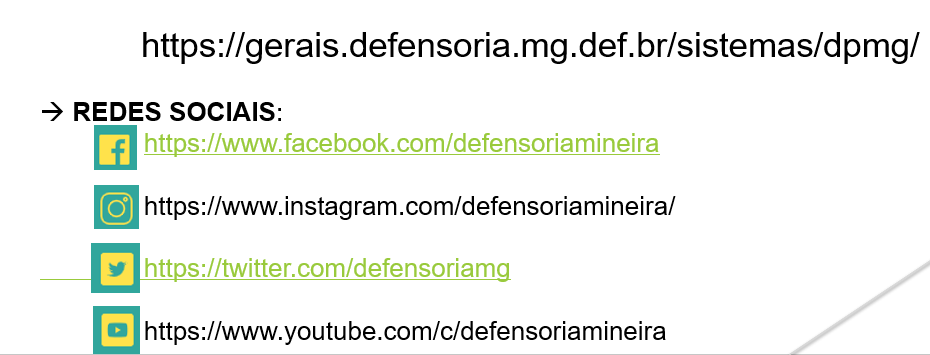 https://gerais.defensoria.mg.def.br/sistemas/dpmg/
→ REDES SOCIAIS:
https://www.facebook.com/defensoriamineira
https://www.instagram.com/defensoriamineira/
https://twitter.com/defensoriamg
https://www.youtube.com/c/defensoriamineira